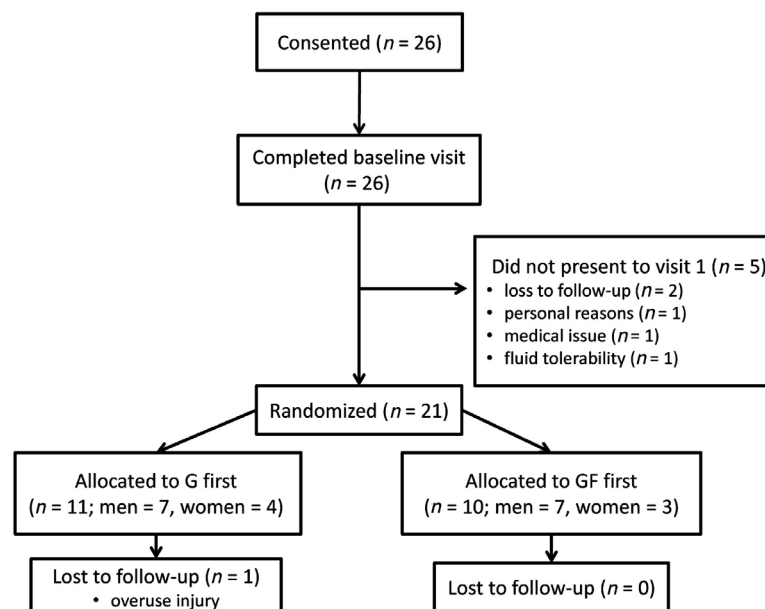 Consented (n = 26)
Completed baseline visit
(n = 26)
Did not present to visit 1 (n = 5)
• loss to follow-up (n = 2)
• personal reasons (n = 1)
• medical issue (n = 1)
• fluid tolerability (n = 1)
Randomized (n = 21)
Allocated to G first
(n = 11; men = 7, women = 4)
Allocated to GF first
(n = 10; men = 7, women = 3)
Lost to follow-up (n = 1)
• overuse injury
Lost to follow-up (n = 0)